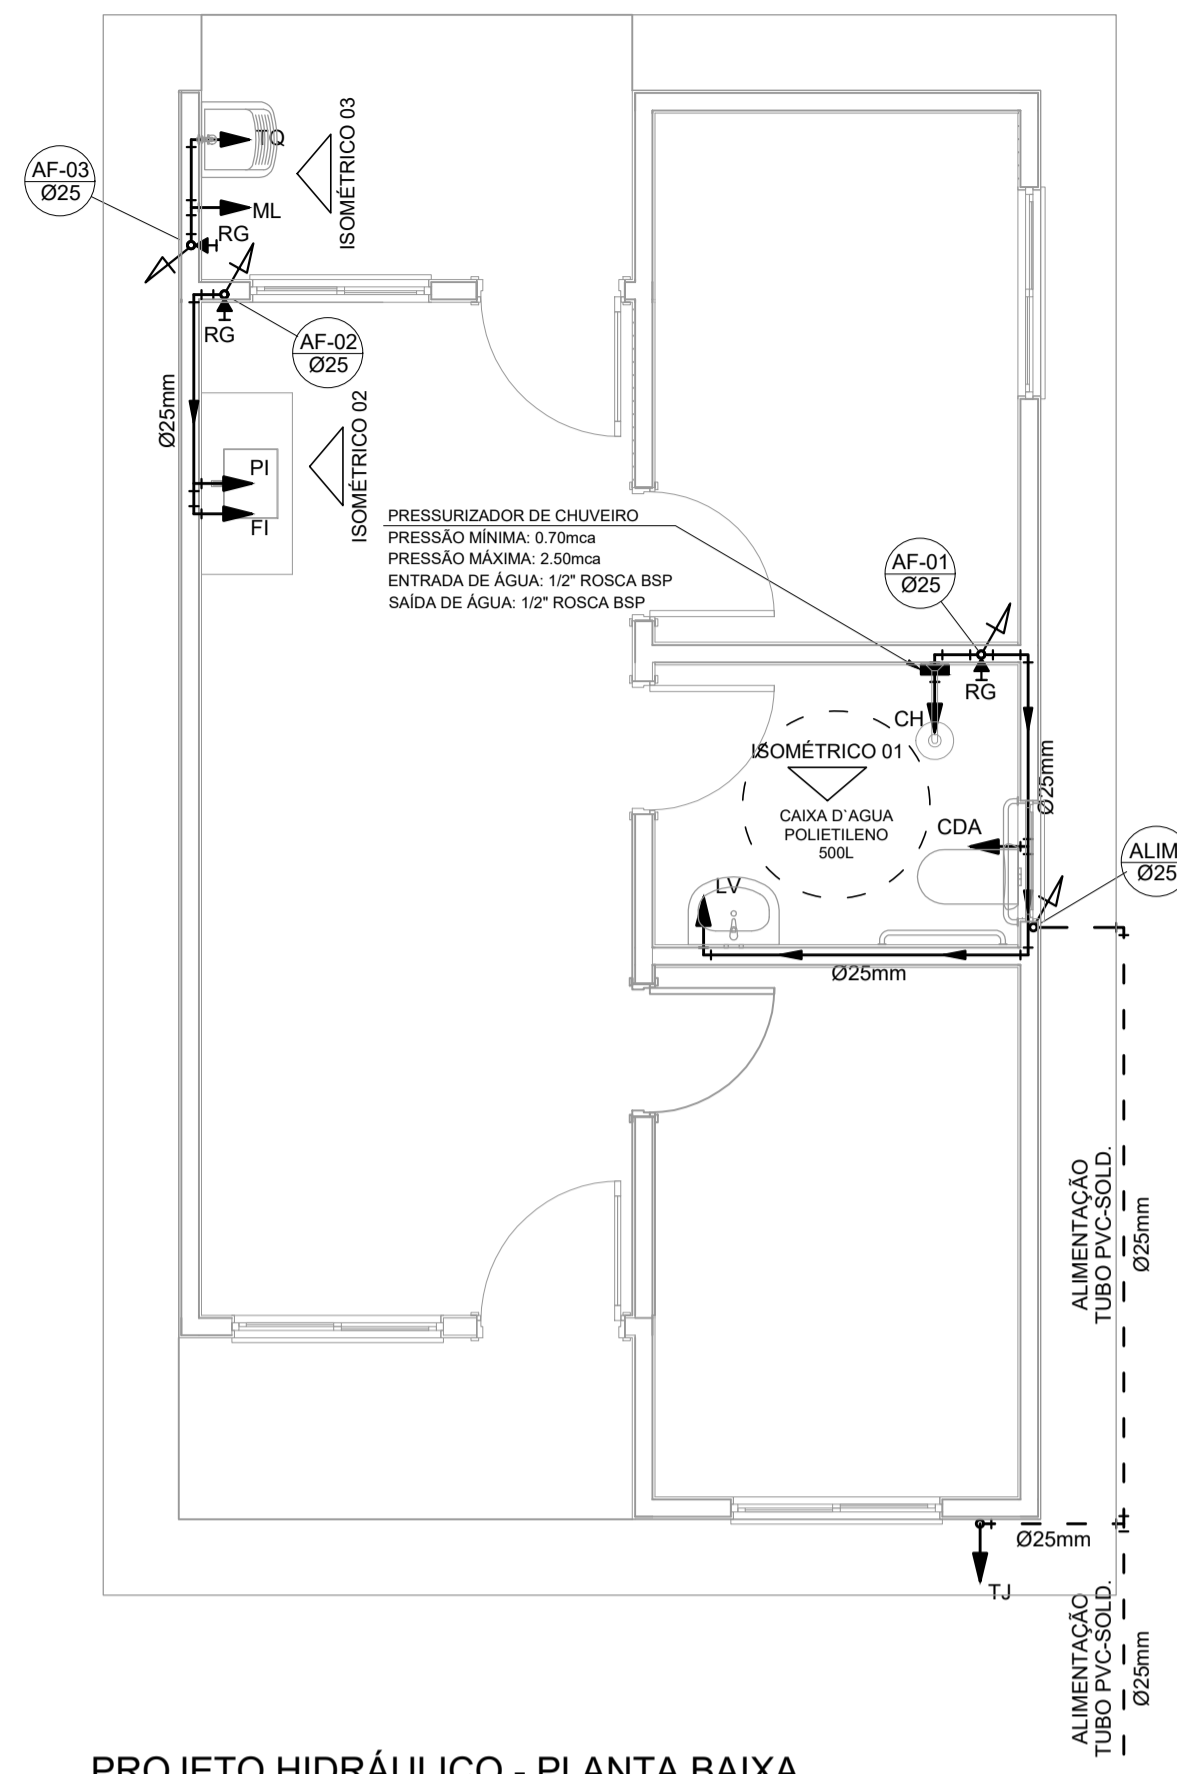 TQ
ISOMÉTRICO 03
AF-03
Ø25
ML
RG
RG
AF-02
Ø25
Ø25mm
ISOMÉTRICO 02
PI
FI
PRESSURIZADOR DE CHUVEIRO
PRESSÃO MÍNIMA: 0.70mca
PRESSÃO MÁXIMA: 2.50mca
ENTRADA DE ÁGUA: 1/2" ROSCA BSP
SAÍDA DE ÁGUA: 1/2" ROSCA BSP
AF-01
Ø25
RG
CH
ISOMÉTRICO 01
Ø25mm
CAIXA D`AGUA
POLIETILENO
500L
CDA
ALIM
Ø25
LV
Ø25mm
ALIMENTAÇÃO
TUBO PVC-SOLD.
Ø25mm
Ø25mm
TJ
ALIMENTAÇÃO
TUBO PVC-SOLD.
Ø25mm
PROJETO HIDRÁULICO - PLANTA BAIXA